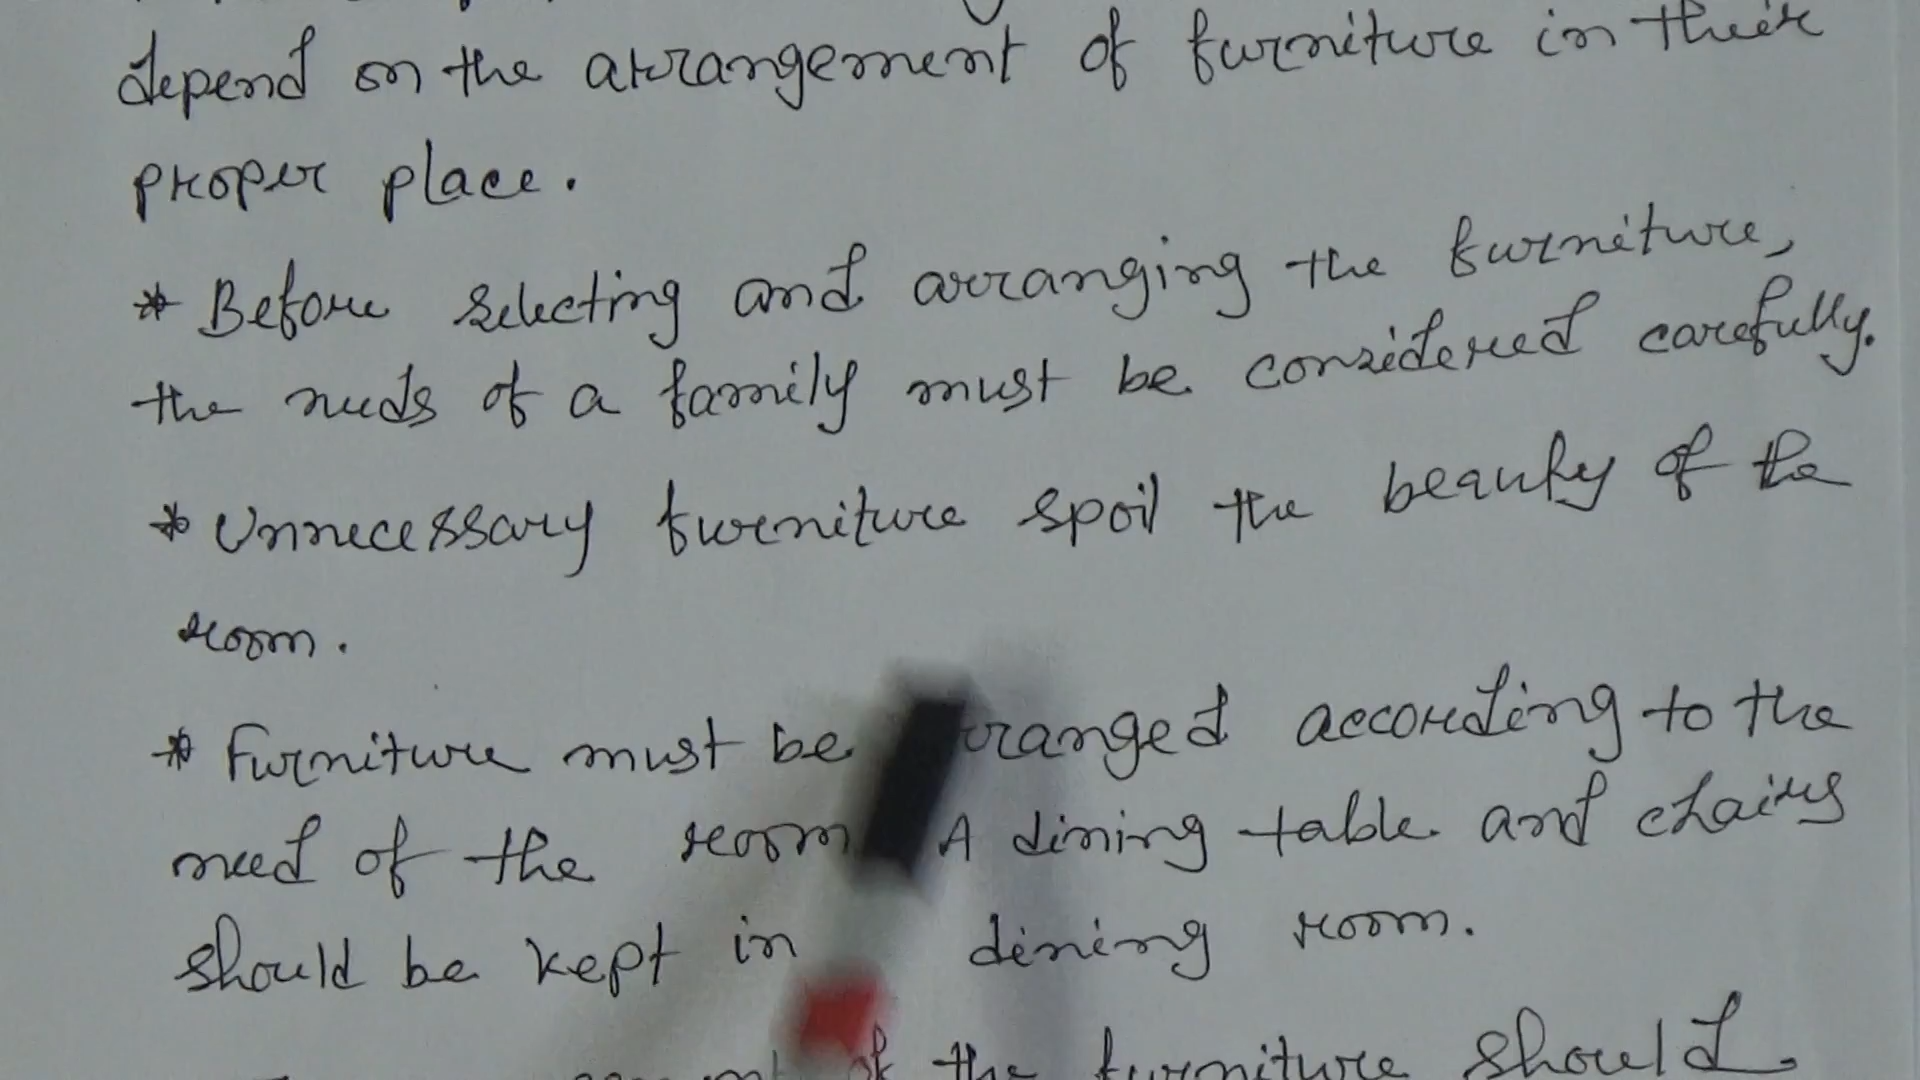 depend on the arrangement of furniture in their
proper place.
* Before selecting and arranging the furniture,
the needs of a family must be considered carefully.
* Unnecessary furniture spoil the beauty of the
room.
* Furniture must be ranged according to the
need of the room A dining table and chairs
should be kept in dining room.
of the furniture should